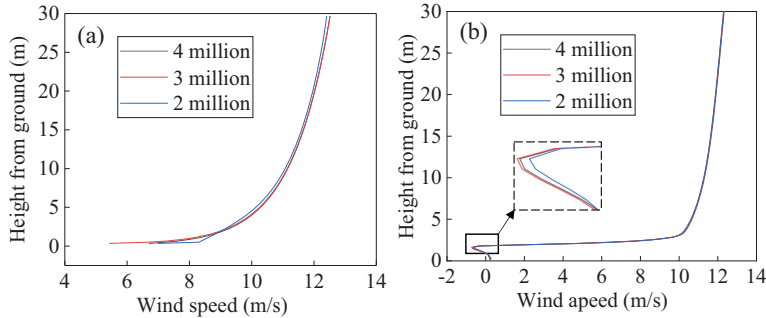 (a)
4 million
3 million
2 million
Height from ground (m)
30
25
20
15
10
5
0
4 6 8 10 12 14
Wind speed (m/s)
(b)
4 million
3 million
2 million
Height from ground (m)
30
25
20
15
10
5
0
-2 0 2 4 6 8 10 12 14
Wind apeed (m/s)